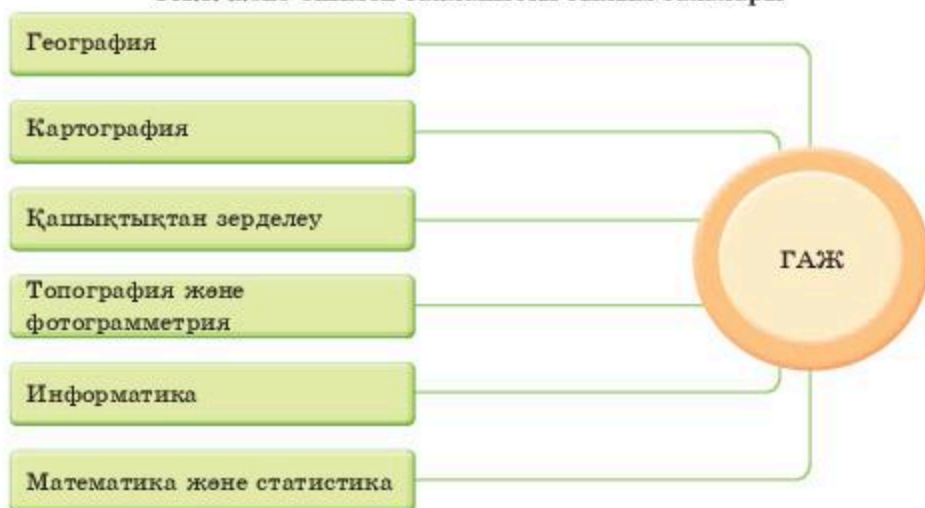 География
Картография
Қашықтықтан зерделеу
Топография және
фотограмметрия
Информатика
Математика және статистика
ГАЖ